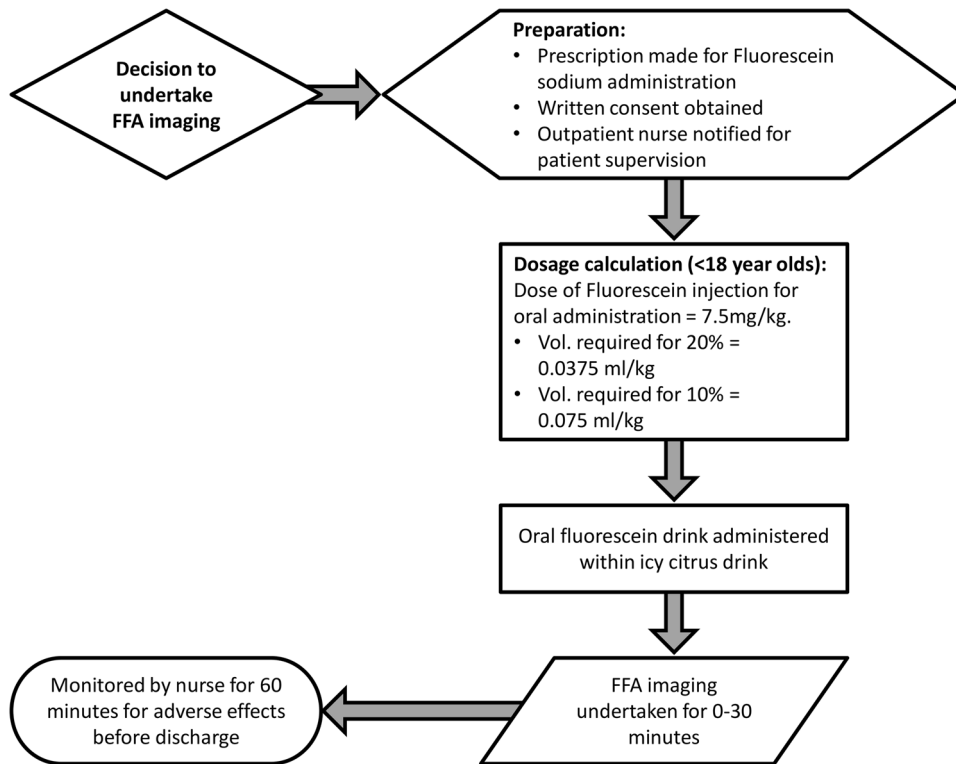 Decision to
undertake
FFA imaging
Preparation:
• Prescription made for Fluorescein
sodium administration
• Written consent obtained
• Outpatient nurse notified for
patient supervision
Dosage calculation (<18 year olds):
Dose of Fluorescein injection for
oral administration = 7.5mg/kg.
• Vol. required for 20% =
0.0375 ml/kg
• Vol. required for 10% =
0.075 ml/kg
Oral fluorescein drink administered
within icy citrus drink
FFA imaging
undertaken for 0-30
minutes
Monitored by nurse for 60
minutes for adverse effects
before discharge